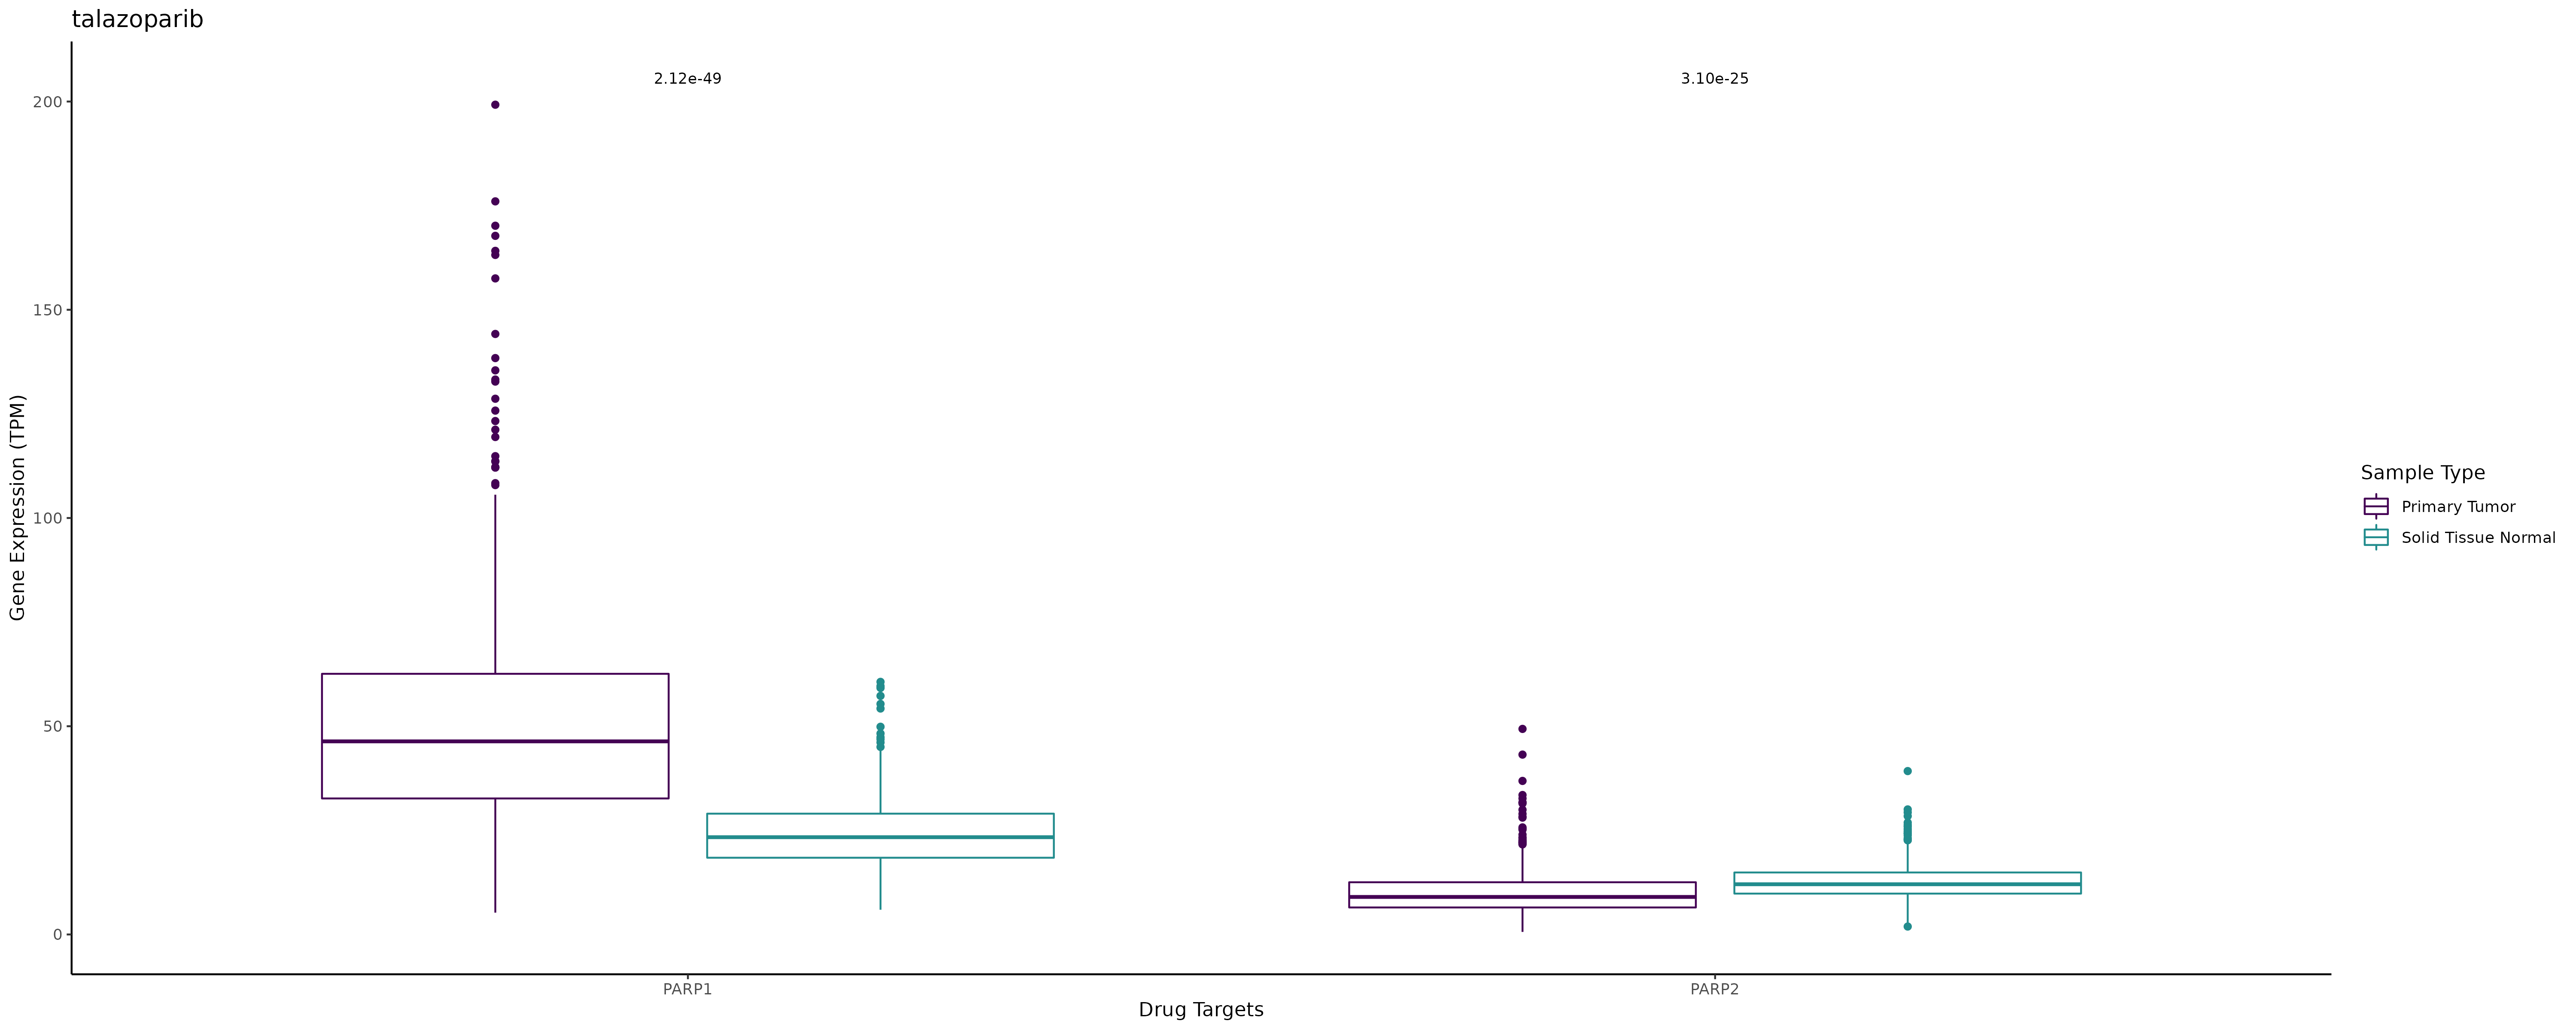 talazoparib
2.12e-49
3.10e-25
200
150
100
50
0
Gene Expression (TPM)
PARP1
PARP2
Drug Targets
Sample Type
Primary Tumor
Solid Tissue Normal